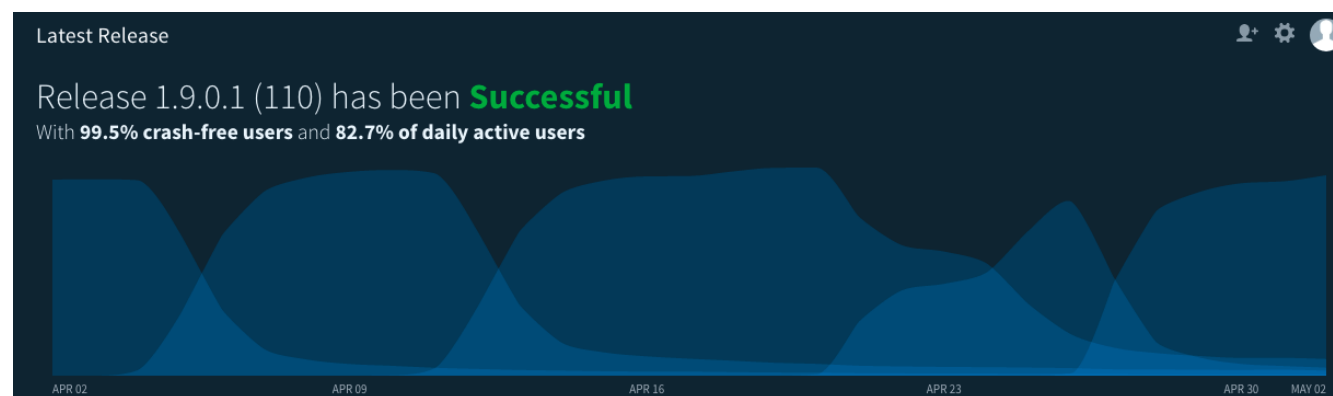 Latest Release
Release 1.9.0.1 (110) has been Successful
With 99.5% crash-free users and 82.7% of daily active users
APR 02 APR 09 APR 16 APR 23 APR 30 MAY 02